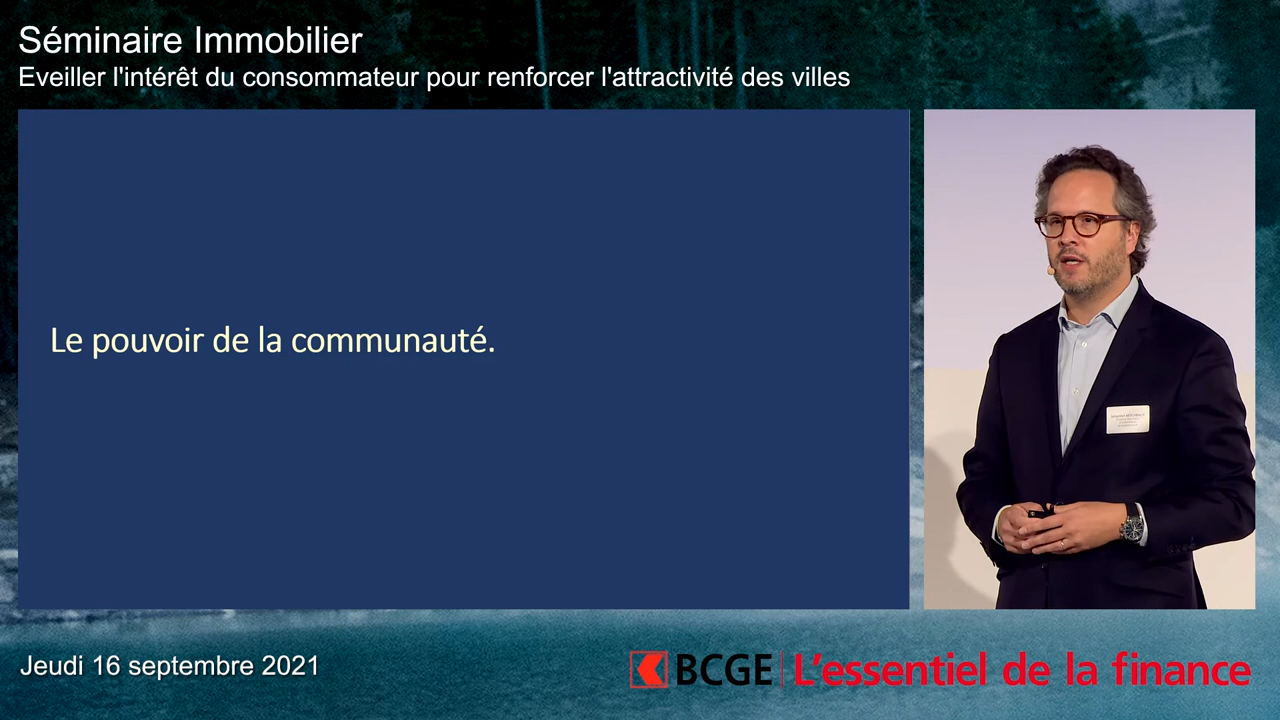 Séminaire Immobilier
Eveiller l'intérêt du consommateur pour renforcer l'attractivité des villes
Le pouvoir de la communauté.
Jeudi 16 septembre 2021
BCGE L'essentiel de la finance